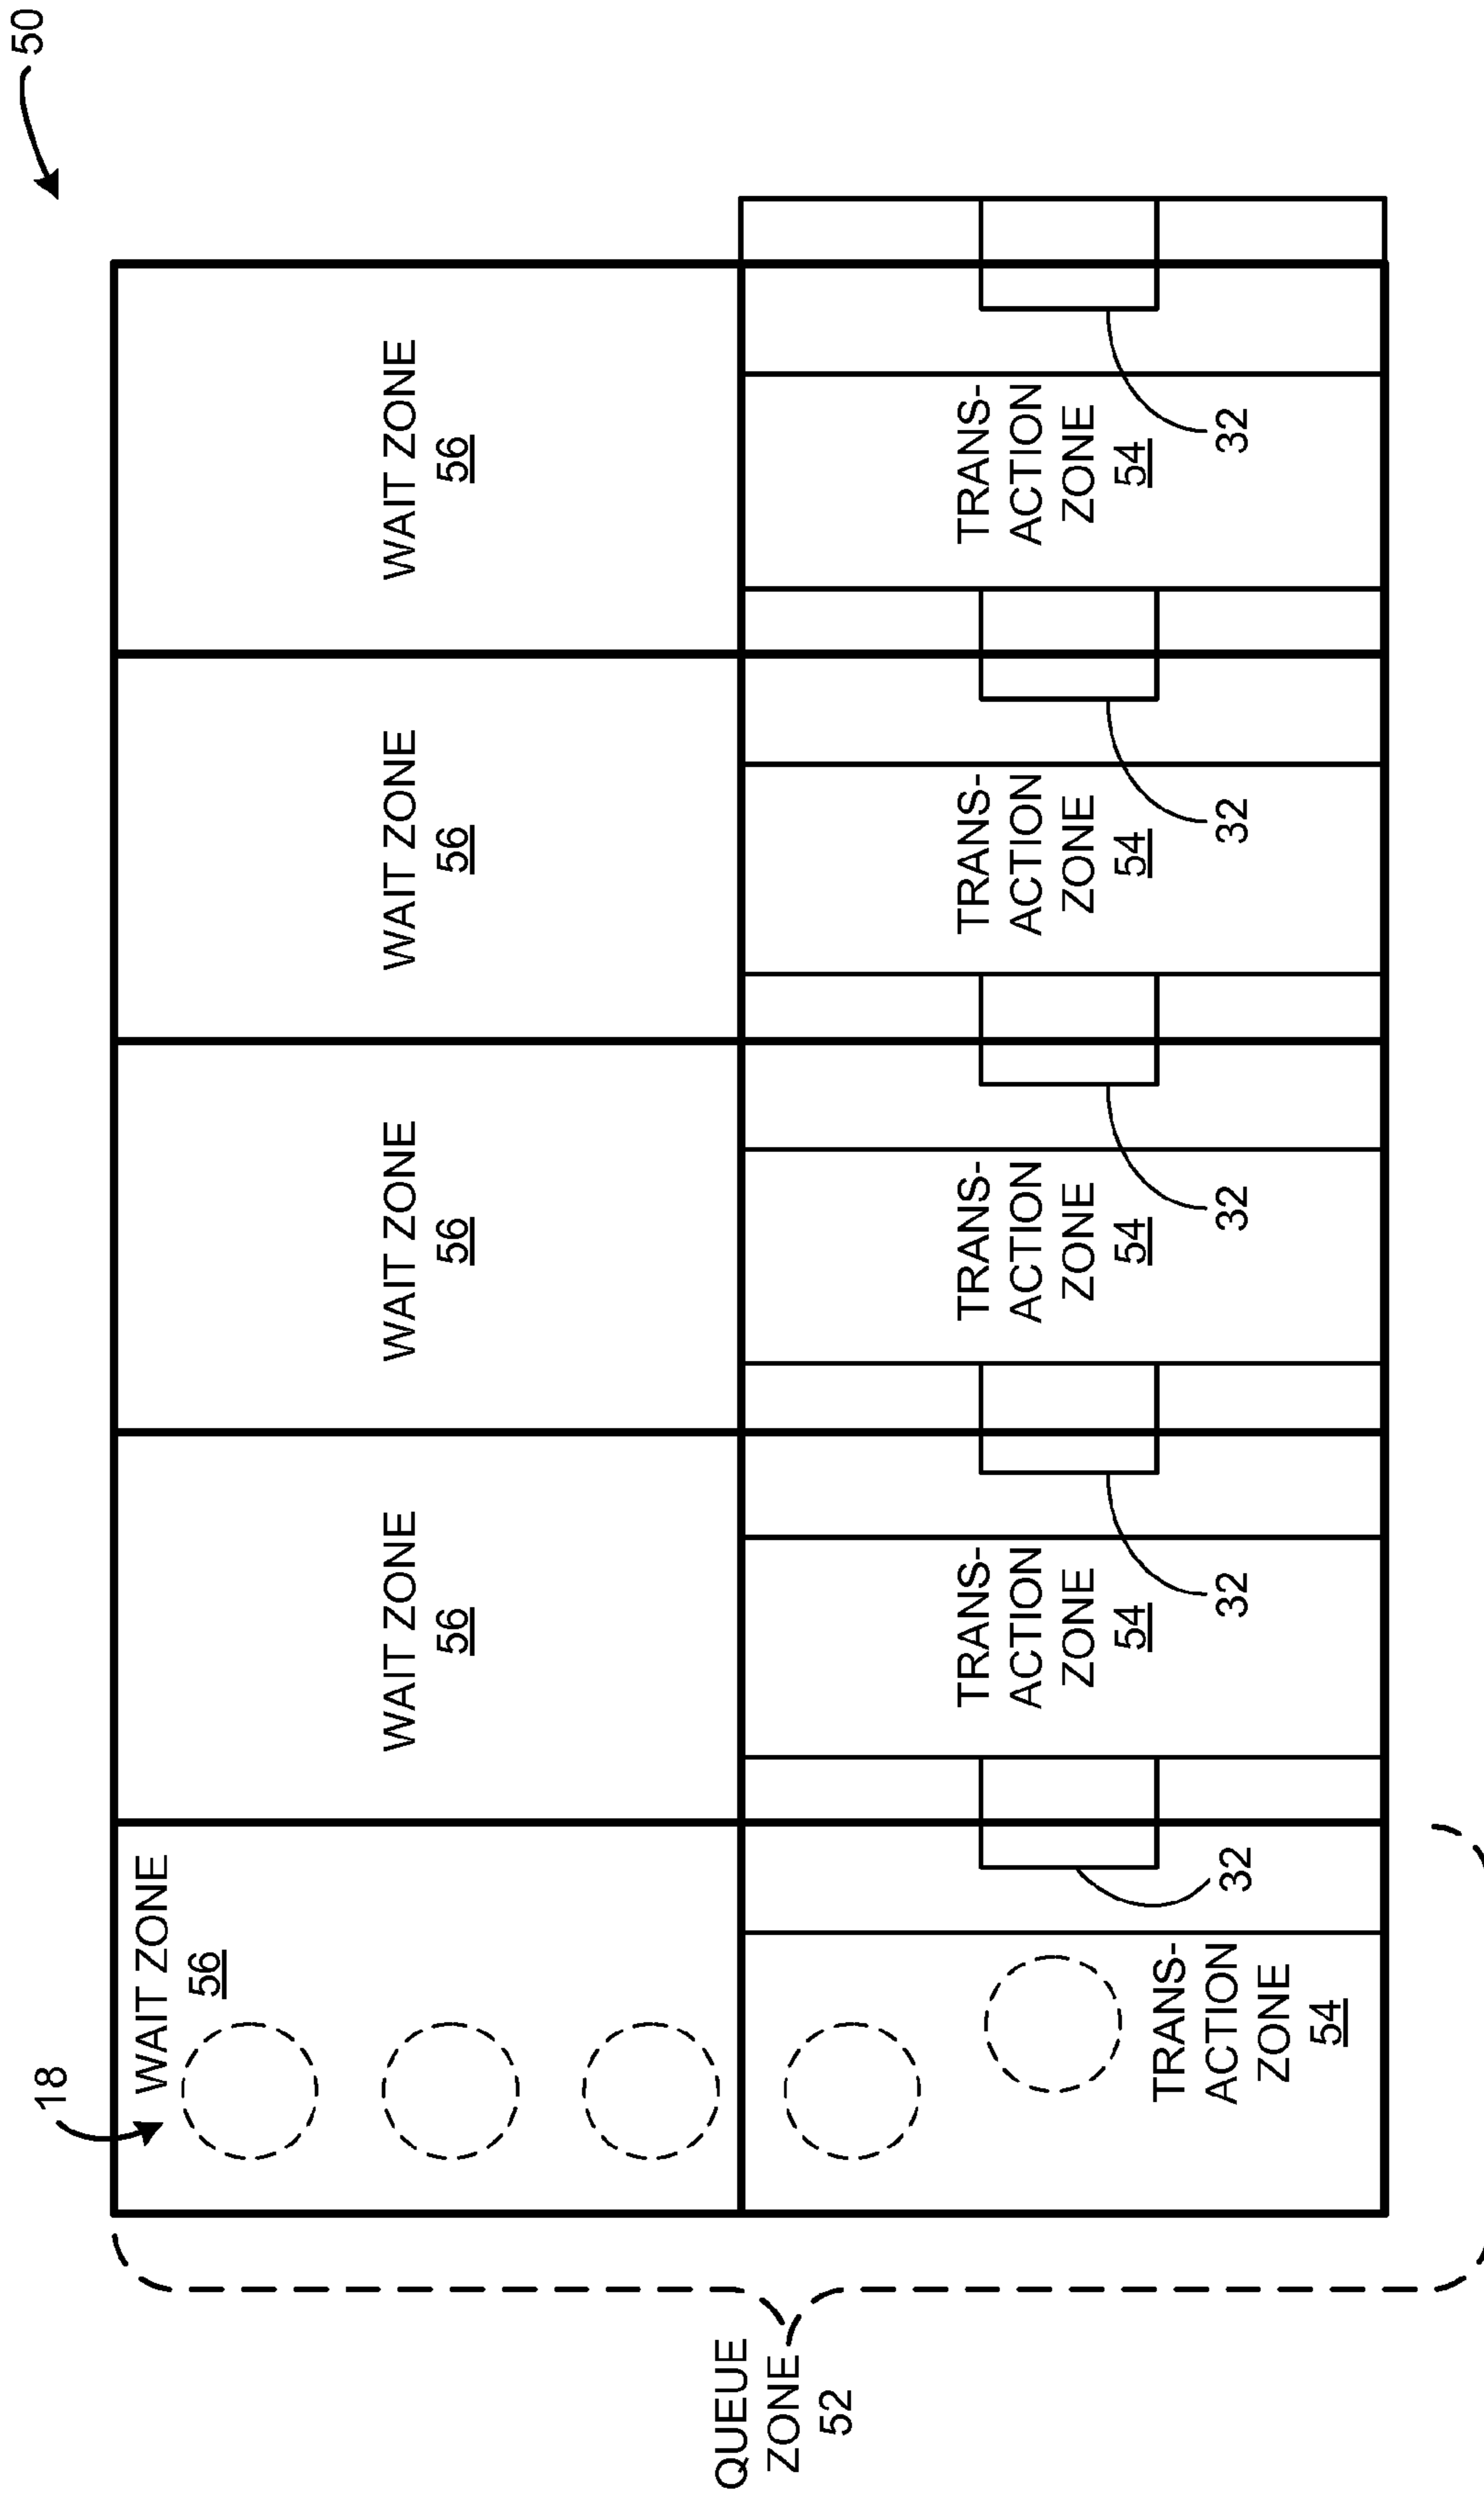 50
18
WAIT ZONE
56
WAIT ZONE
56
WAIT ZONE
56
WAIT ZONE
56
WAIT ZONE
56
QUEUE
ZONE
52
TRANS-
ACTION
ZONE
54
32
TRANS-
ACTION
ZONE
54
32
TRANS-
ACTION
ZONE
54
32
TRANS-
ACTION
ZONE
54
32
TRANS-
ACTION
ZONE
54
32